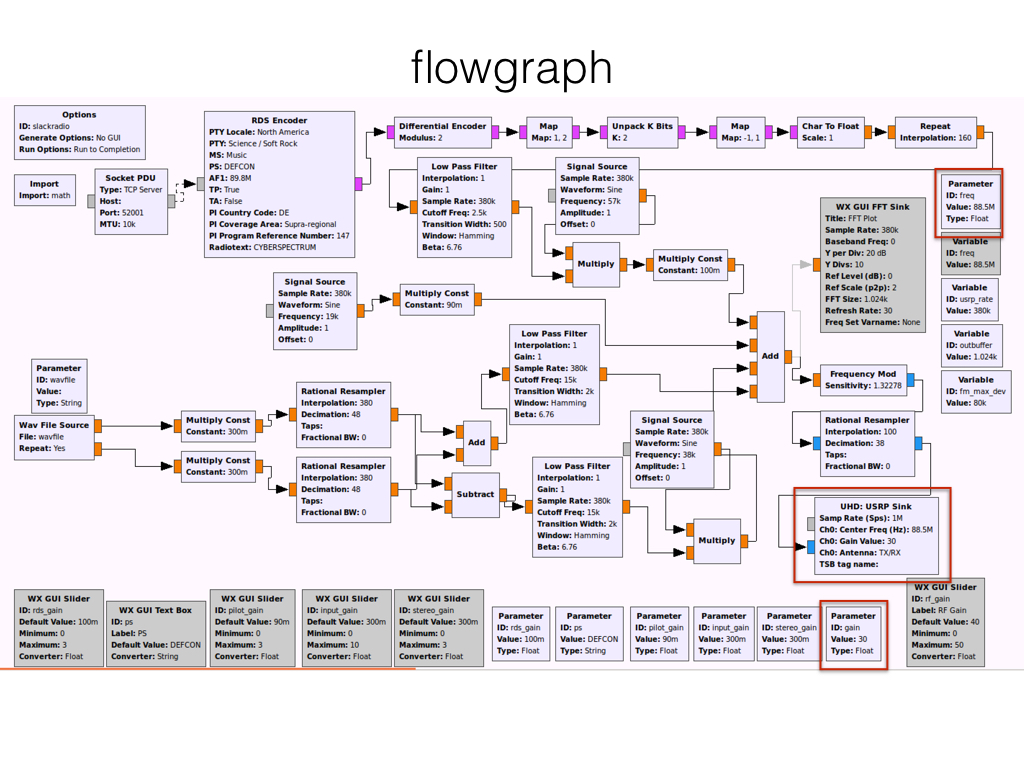 flowgraph
Options
ID: slackradio
Generate Options: No GUI
Run Options: Run to Completion
Import
Import: math
Socket PDU
Type: TCP Server
Host:
Port: 52001
MTU: 10k
RDS Encoder
PTY Locale: North America
PTY: Science / Soft Rock
MS: Music
PS: DEFCON
AF1: 89.8M
TP: True
TA: False
PI Country Code: DE
PI Coverage Area: Supra-regional
PI Program Reference Number: 147
Radiotext: CYBERSPECTRUM
Differential Encoder
Modulus: 2
Map
Map: 1, 2
Unpack K Bits
K: 2
Map
Map: -1, 1
Char To Float
Scale: 1
Repeat
Interpolation: 160
Low Pass Filter
Interpolation: 1
Gain: 1
Sample Rate: 380k
Cutoff Freq: 2.5k
Transition Width: 500
Window: Hamming
Beta: 6.76
Signal Source
Sample Rate: 380k
Waveform: Sine
Frequency: 57k
Amplitude: 1
Offset: 0
Multiply
Multiply Const
Constant: 100m
WX GUI FFT Sink
Title: FFT Plot
Sample Rate: 380k
Baseband Freq: 0
Y per Div: 20 dB
Y Divs: 10
Ref Level (dB): 0
Ref Scale (p2p): 2
FFT Size: 1.024k
Refresh Rate: 30
Freq Set Varname: None
Parameter
ID: freq
Value: 88.5M
Type: Float
Variable
ID: freq
Value: 88.5M
Variable
ID: usrp_rate
Value: 380k
Variable
ID: outbuffer
Value: 1.024k
Variable
ID: fm_max_dev
Value: 80k
Signal Source
Sample Rate: 380k
Waveform: Sine
Frequency: 19k
Amplitude: 1
Offset: 0
Multiply Const
Constant: 90m
Low Pass Filter
Interpolation: 1
Gain: 1
Sample Rate: 380k
Cutoff Freq: 15k
Transition Width: 2k
Window: Hamming
Beta: 6.76
Add
Frequency Mod
Sensitivity: 1.32278
Parameter
ID: wavfile
Value:
Type: String
Wav File Source
File: wavfile
Repeat: Yes
Multiply Const
Constant: 300m
Multiply Const
Constant: 300m
Rational Resampler
Interpolation: 380
Decimation: 48
Taps:
Fractional BW: 0
Rational Resampler
Interpolation: 380
Decimation: 48
Taps:
Fractional BW: 0
Add
Subtract
Low Pass Filter
Interpolation: 1
Gain: 1
Sample Rate: 380k
Cutoff Freq: 15k
Transition Width: 2k
Window: Hamming
Beta: 6.76
Signal Source
Sample Rate: 380k
Waveform: Sine
Frequency: 38k
Amplitude: 1
Offset: 0
Multiply
Rational Resampler
Interpolation: 100
Decimation: 38
Taps:
Fractional BW: 0
UHD: USRP Sink
Samp Rate (Sps): 1M
Ch0: Center Freq (Hz): 88.5M
Ch0: Gain Value: 30
Ch0: Antenna: TX/RX
TSB tag name:
WX GUI Slider
ID: rds_gain
Default Value: 100m
Minimum: 0
Maximum: 3
Converter: Float
WX GUI Text Box
ID: ps
Label: PS
Default Value: DEFCON
Converter: String
WX GUI Slider
ID: pilot_gain
Default Value: 90m
Minimum: 0
Maximum: 3
Converter: Float
WX GUI Slider
ID: input_gain
Default Value: 300m
Minimum: 0
Maximum: 10
Converter: Float
WX GUI Slider
ID: stereo_gain
Default Value: 300m
Minimum: 0
Maximum: 3
Converter: Float
Parameter
ID: rds_gain
Value: 100m
Type: Float
Parameter
ID: ps
Value: DEFCON
Type: String
Parameter
ID: pilot_gain
Value: 90m
Type: Float
Parameter
ID: input_gain
Value: 300m
Type: Float
Parameter
ID: stereo_gain
Value: 300m
Type: Float
Parameter
ID: gain
Value: 30
Type: Float
WX GUI Slider
ID: rf_gain
Label: RF Gain
Default Value: 40
Minimum: 0
Maximum: 50
Converter: Float